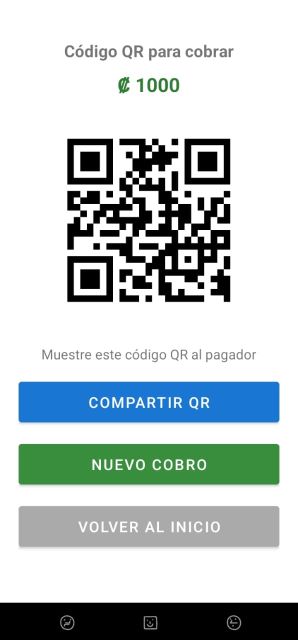 Código QR para cobrar
₡ 1000
Muestre este código QR al pagador
COMPARTIR QR
NUEVO COBRO
VOLVER AL INICIO